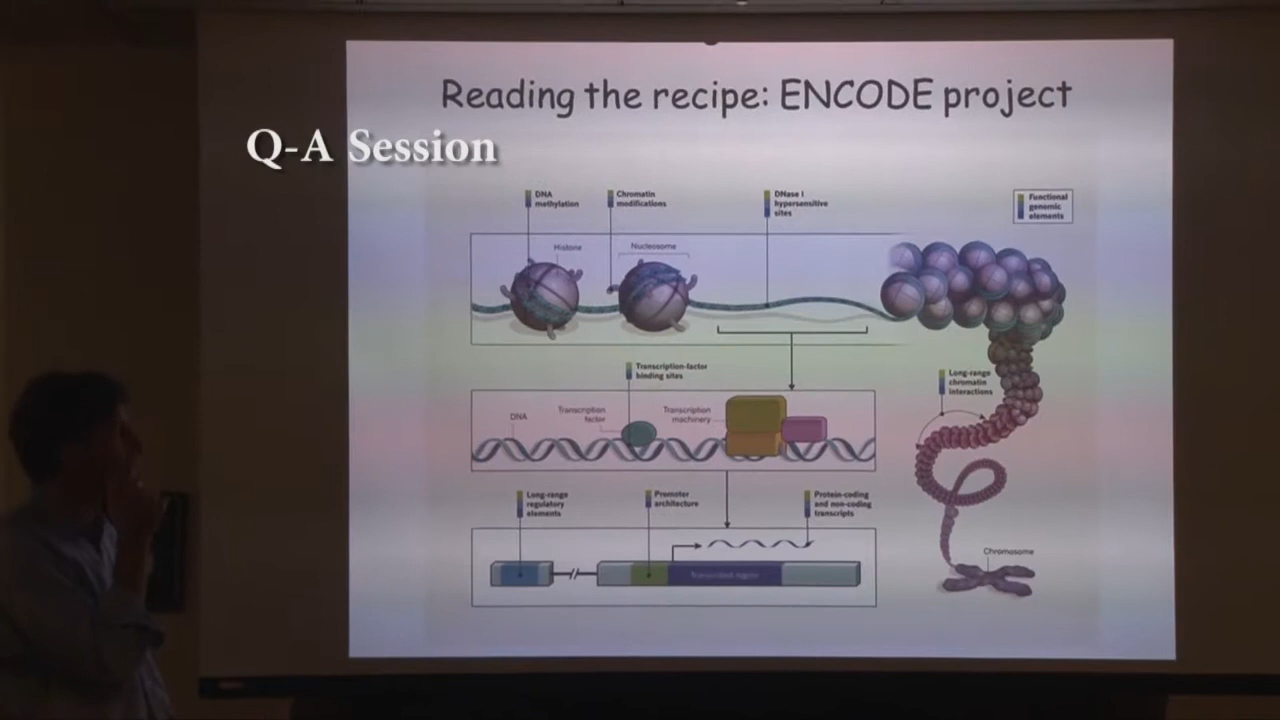 Reading the recipe: ENCODE project
Q-A Session
DNA
methylation
Chromatin
modifications
DNase I
hypersensitive
sites
Functional
genomic
elements
Histone
Nucleosome
Transcription-factor
binding sites
Long-range
chromatin
interactions
DNA
Transcription
factor
Transcription
machinery
Long-range
regulatory
elements
Promoter
architecture
Protein-coding
and non-coding
transcripts
Chromosome
Transcribed region